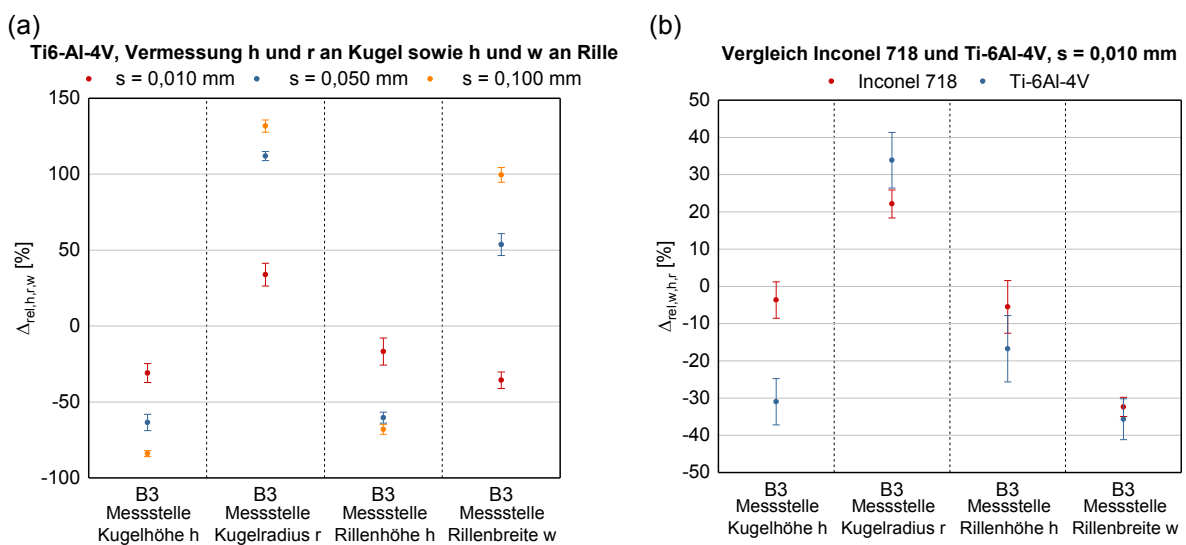 (a)
Ti6-Al-4V, Vermessung h und r an Kugel sowie h und w an Rille
s = 0,010 mm s = 0,050 mm s = 0,100 mm
150
100
50
0
-50
-100
Δrel,h,r,w [%]
B3 B3 B3 B3
Messstelle Messstelle Messstelle Messstelle
Kugelhöhe h Kugelradius r Rillenhöhe h Rillenbreite w
(b)
Vergleich Inconel 718 und Ti-6Al-4V, s = 0,010 mm
Inconel 718 Ti-6Al-4V
50
40
30
20
10
0
-10
-20
-30
-40
-50
Δrel,w,h,r [%]
B3 B3 B3 B3
Messstelle Messstelle Messstelle Messstelle
Kugelhöhe h Kugelradius r Rillenhöhe h Rillenbreite w